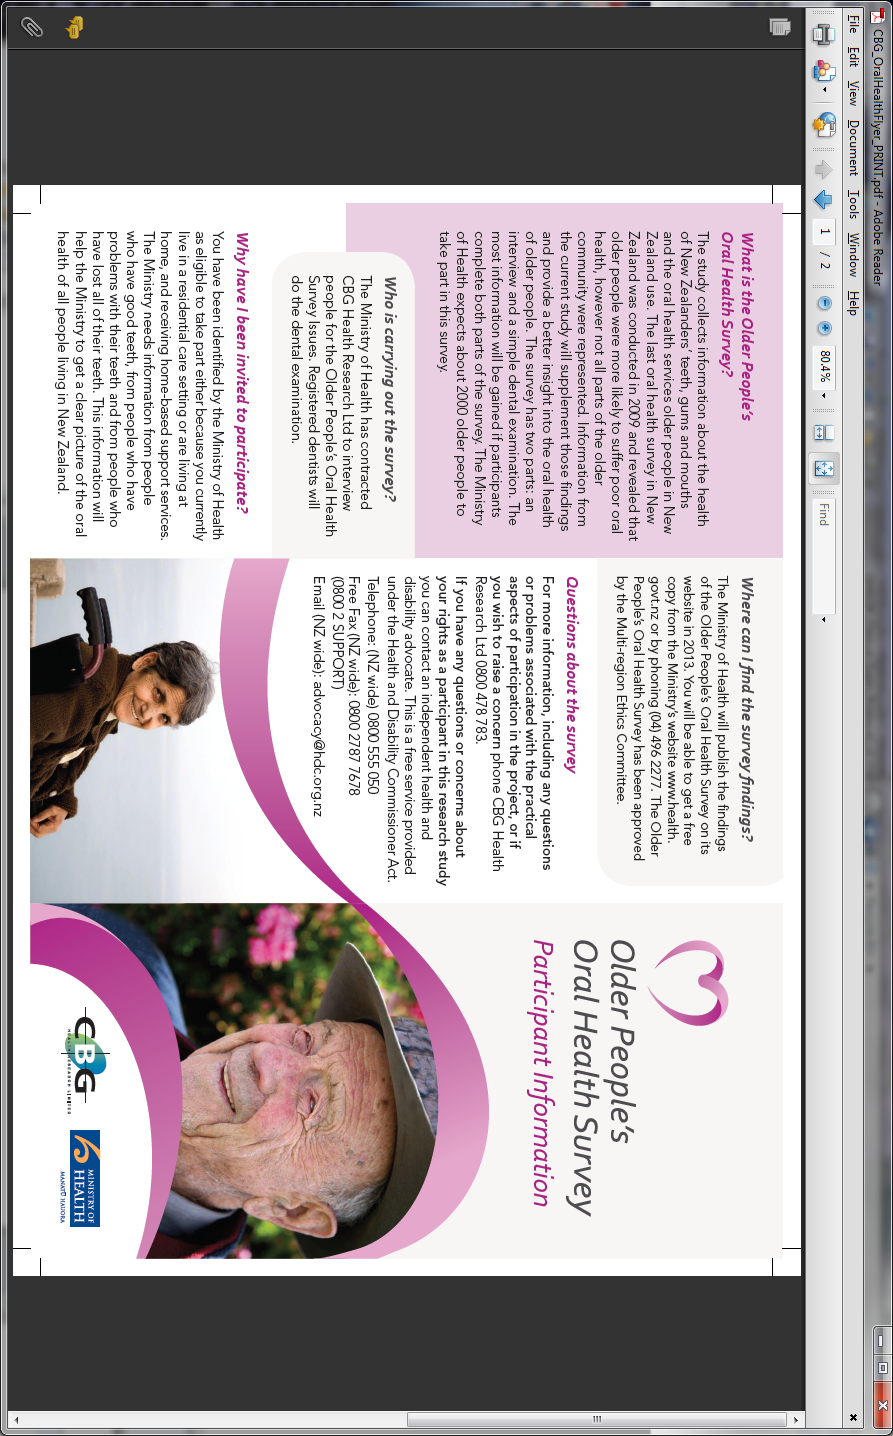 CBG_OralHealthFlyer_PRINT.pdf - Adobe Reader
File Edit View Document Tools Window Help
1 / 2 80.4% Find
What is the Older People's
Oral Health Survey?
The study collects information about the health
of New Zealanders' teeth, gums and mouths
and the oral health services older people in New
Zealand use. The last oral health survey in New
Zealand was conducted in 2009 and revealed that
older people were more likely to suffer poor oral
health, however not all parts of the older
community were represented. Information from
the current study will supplement those findings
and provide a better insight into the oral health
of older people. The survey has two parts: an
interview and a simple dental examination. The
most information will be gained if participants
complete both parts of the survey. The Ministry
of Health expects about 2000 older people to
take part in this survey.
Who is carrying out the survey?
The Ministry of Health has contracted
CBG Health Research Ltd to interview
people for the Older People's Oral Health
Survey Issues. Registered dentists will
do the dental examination.
Why have I been invited to participate?
You have been identified by the Ministry of Health
as eligible to take part either because you currently
live in a residential care setting or are living at
home, and receiving home-based support services.
The Ministry needs information from people
who have good teeth, from people who have
problems with their teeth and from people who
have lost all of their teeth. This information will
help the Ministry to get a clear picture of the oral
health of all people living in New Zealand.
Where can I find the survey findings?
The Ministry of Health will publish the findings
of the Older People's Oral Health Survey on its
website in 2013. You will be able to get a free
copy from the Ministry's website www.health.
govt.nz or by phoning (04) 496 2277. The Older
People's Oral Health Survey has been approved
by the Multi-region Ethics Committee.
Questions about the survey
For more information, including any questions
or problems associated with the practical
aspects of participation in the project, or if
you wish to raise a concern phone CBG Health
Research Ltd 0800 478 783.
If you have any questions or concerns about
your rights as a participant in this research study
you can contact an independent health and
disability advocate. This is a free service provided
under the Health and Disability Commissioner Act.
Telephone: (NZ wide) 0800 555 050
Free Fax (NZ wide): 0800 2787 7678
(0800 2 SUPPORT)
Email (NZ wide): advocacy@hdc.org.nz
Older People's
Oral Health Survey
Participant Information
CBG
HEALTH RESEARCH LIMITED
MINISTRY OF
HEALTH
MANATŪ HAUORA